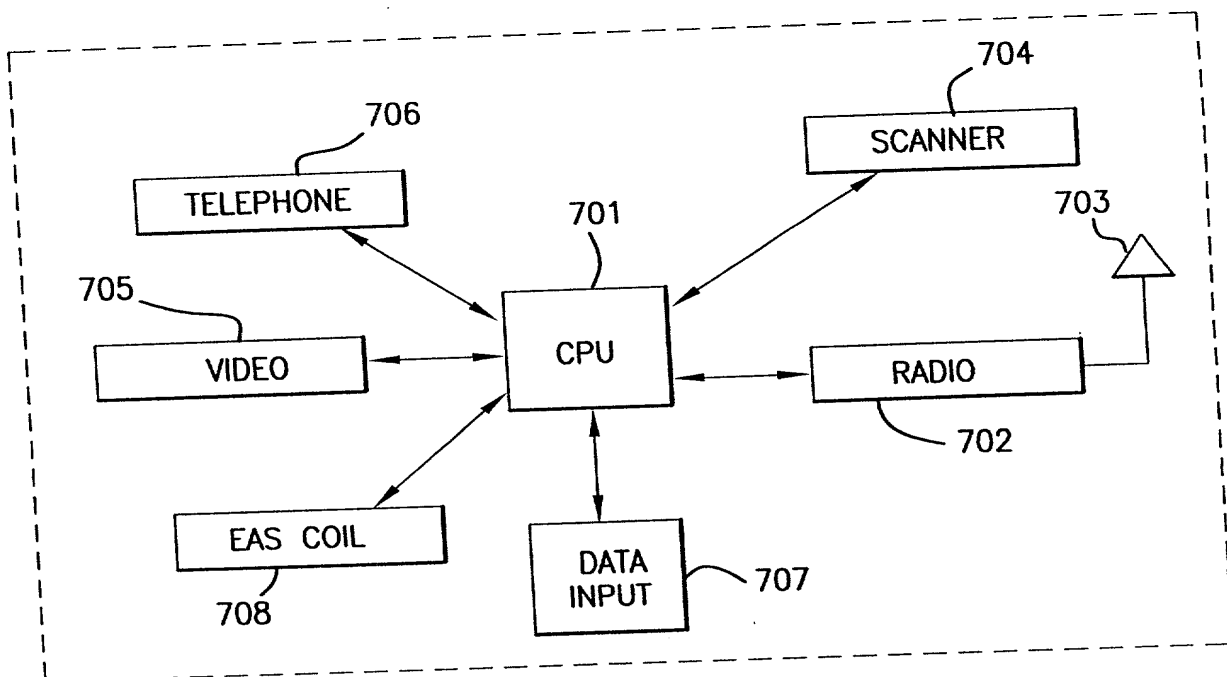 704
SCANNER
706
TELEPHONE
701
703
705
VIDEO
CPU
RADIO
702
EAS COIL
708
DATA
INPUT
707